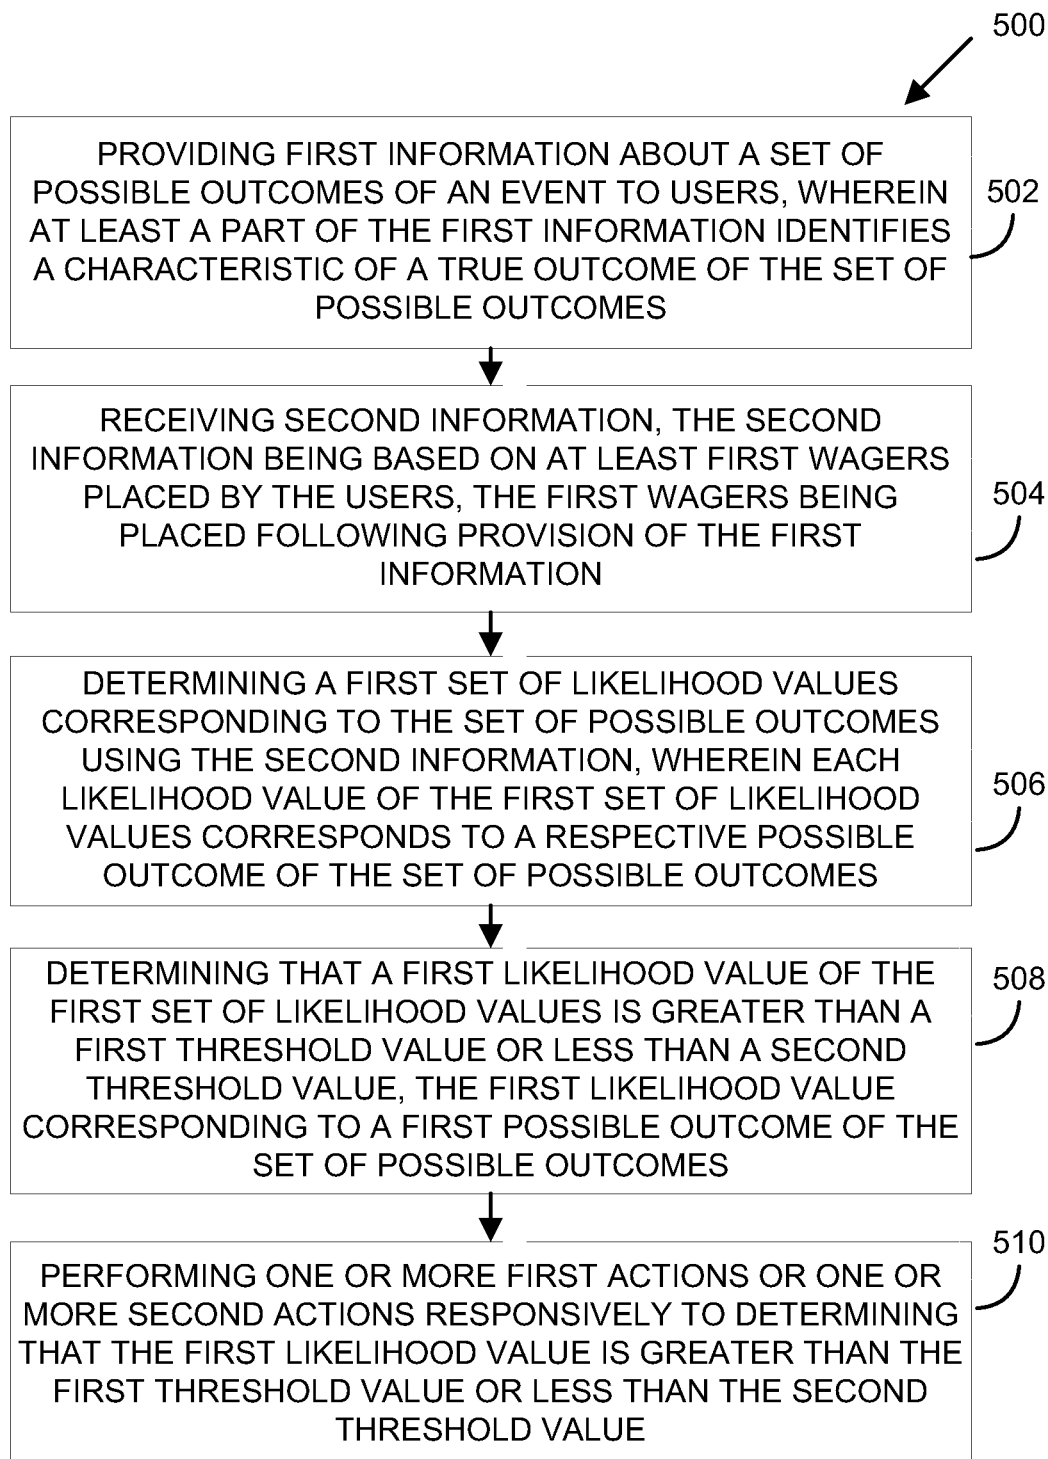 500
PROVIDING FIRST INFORMATION ABOUT A SET OF
POSSIBLE OUTCOMES OF AN EVENT TO USERS, WHEREIN
AT LEAST A PART OF THE FIRST INFORMATION IDENTIFIES
A CHARACTERISTIC OF A TRUE OUTCOME OF THE SET OF
POSSIBLE OUTCOMES
502
RECEIVING SECOND INFORMATION, THE SECOND
INFORMATION BEING BASED ON AT LEAST FIRST WAGERS
PLACED BY THE USERS, THE FIRST WAGERS BEING
PLACED FOLLOWING PROVISION OF THE FIRST
INFORMATION
504
DETERMINING A FIRST SET OF LIKELIHOOD VALUES
CORRESPONDING TO THE SET OF POSSIBLE OUTCOMES
USING THE SECOND INFORMATION, WHEREIN EACH
LIKELIHOOD VALUE OF THE FIRST SET OF LIKELIHOOD
VALUES CORRESPONDS TO A RESPECTIVE POSSIBLE
OUTCOME OF THE SET OF POSSIBLE OUTCOMES
506
DETERMINING THAT A FIRST LIKELIHOOD VALUE OF THE
FIRST SET OF LIKELIHOOD VALUES IS GREATER THAN A
FIRST THRESHOLD VALUE OR LESS THAN A SECOND
THRESHOLD VALUE, THE FIRST LIKELIHOOD VALUE
CORRESPONDING TO A FIRST POSSIBLE OUTCOME OF THE
SET OF POSSIBLE OUTCOMES
508
PERFORMING ONE OR MORE FIRST ACTIONS OR ONE OR
MORE SECOND ACTIONS RESPONSIVELY TO DETERMINING
THAT THE FIRST LIKELIHOOD VALUE IS GREATER THAN THE
FIRST THRESHOLD VALUE OR LESS THAN THE SECOND
THRESHOLD VALUE
510